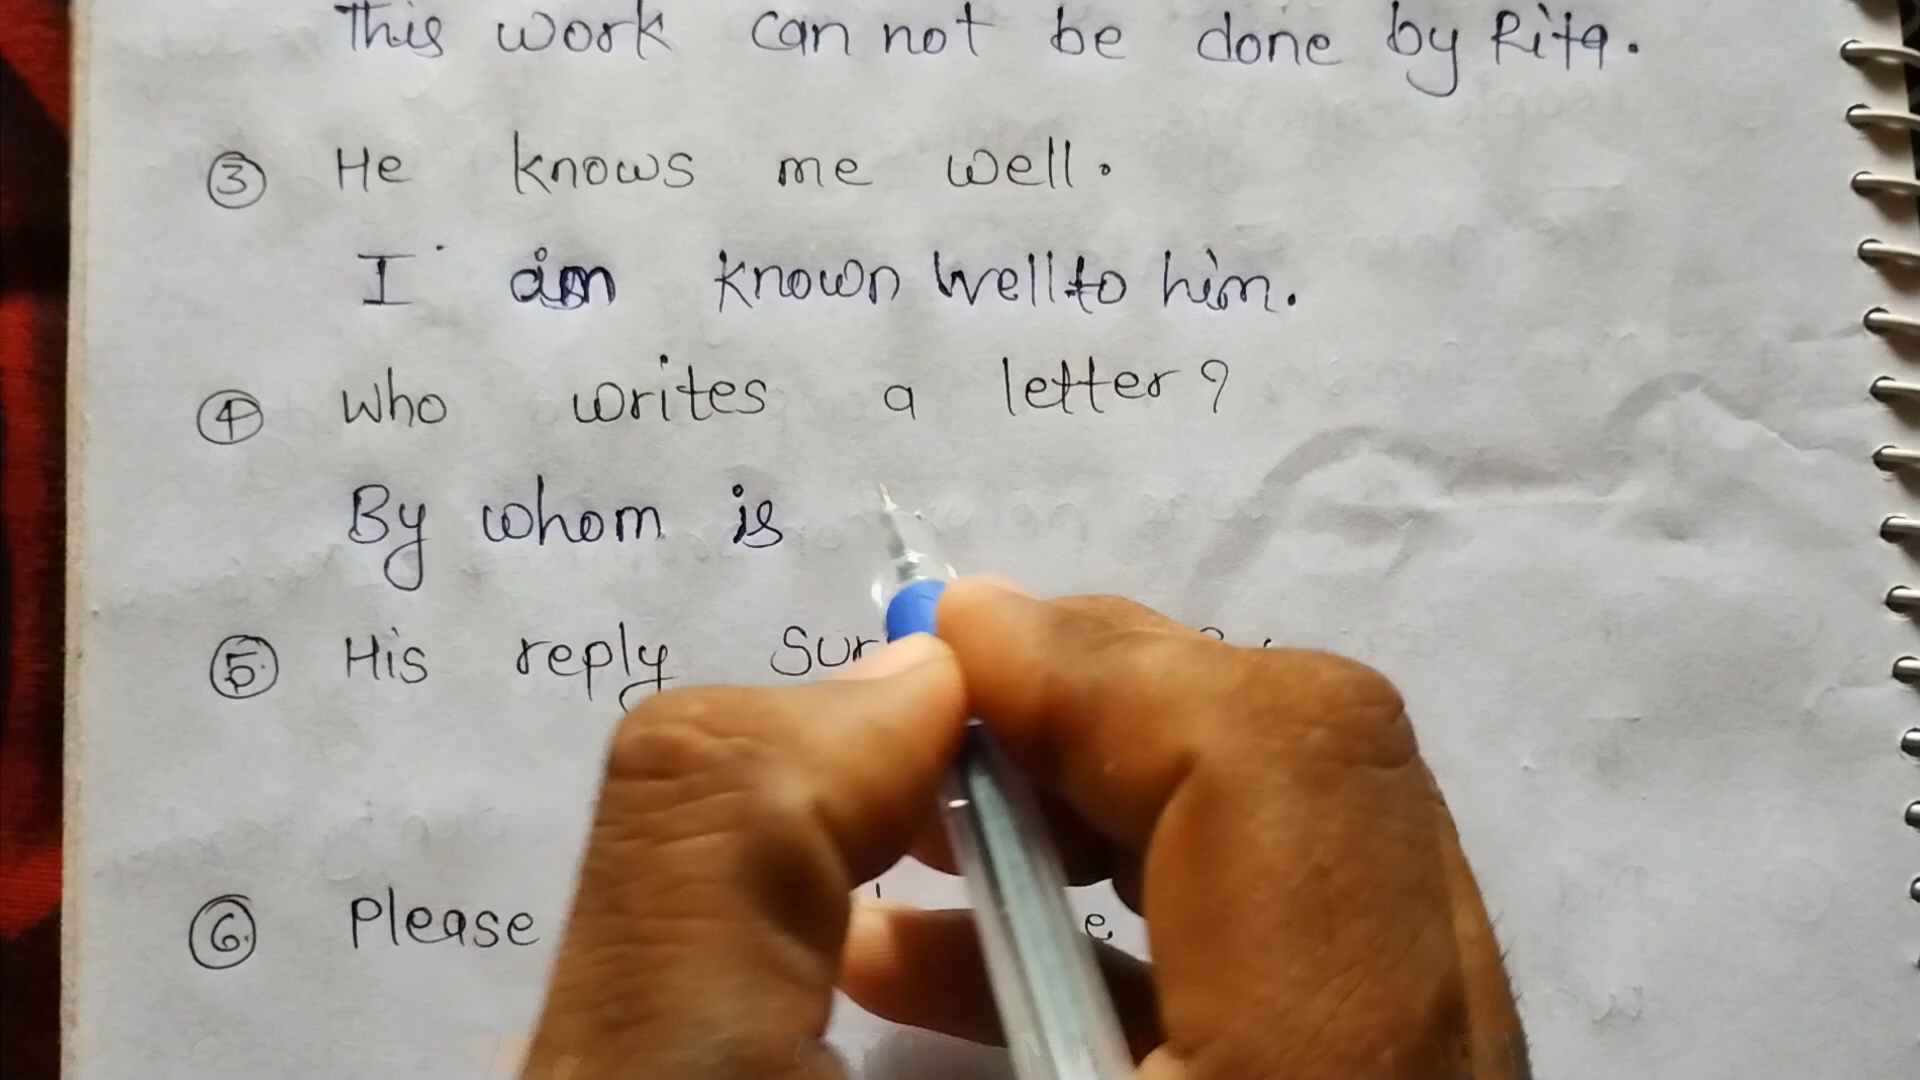 This work can not be done by Rita.
③ He knows me well.
I am known well to him.
④ Who writes a letter?
By whom is
⑤ His reply
⑥ Please